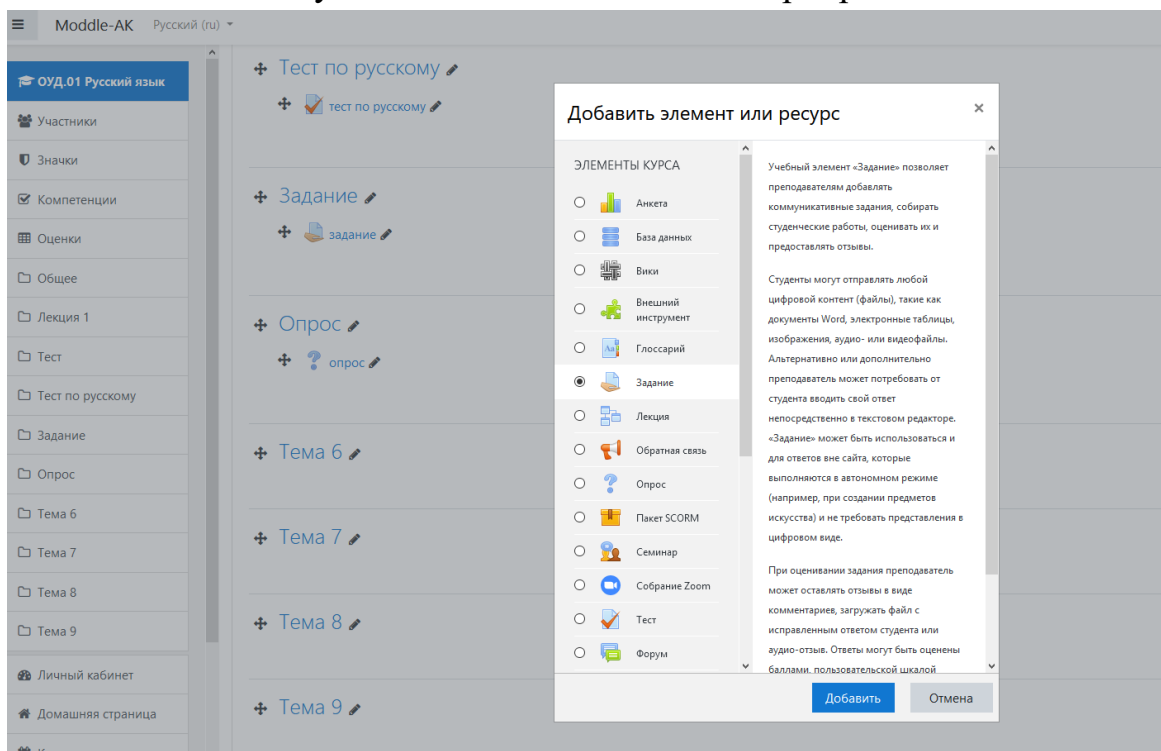 Moddle-AK Русский (ru)
ОУД.01 Русский язык
Участники
Значки
Компетенции
Оценки
Общее
Лекция 1
Тест
Тест по русскому
Задание
Опрос
Тема 6
Тема 7
Тема 8
Тема 9
Личный кабинет
Домашняя страница
Тест по русскому
тест по русскому
Задание
задание
Опрос
опрос
Тема 6
Тема 7
Тема 8
Тема 9
Добавить элемент или ресурс
×
ЭЛЕМЕНТЫ КУРСА
Анкета
База данных
Вики
Внешний
инструмент
Глоссарий
Задание
Лекция
Обратная связь
Опрос
Пакет SCORM
Семинар
Собрание Zoom
Тест
Форум
Учебный элемент «Задание» позволяет
преподавателям добавлять
коммуникативные задания, собирать
студенческие работы, оценивать их и
предоставлять отзывы.
Студенты могут отправлять любой
цифровой контент (файлы), такие как
документы Word, электронные таблицы,
изображения, аудио- или видеофайлы.
Альтернативно или дополнительно
преподаватель может потребовать от
студента вводить свой ответ
непосредственно в текстовом редакторе.
«Задание» может быть использоваться и
для ответов вне сайта, которые
выполняются в автономном режиме
(например, при создании предметов
искусства) и не требовать представления в
цифровом виде.
При оценивании задания преподаватель
может оставлять отзывы в виде
комментариев, загружать файл с
исправленным ответом студента или
аудио-отзыв. Ответы могут быть оценены
баллами, пользовательской шкалой
Добавить
Отмена